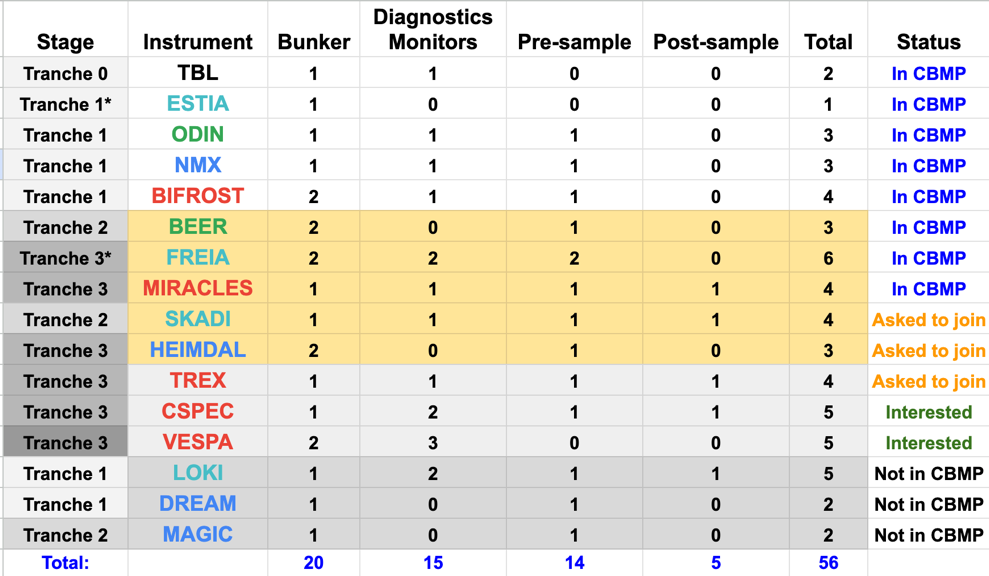 Stage Instrument Bunker Diagnostics Monitors Pre-sample Post-sample Total Status
Tranche 0 TBL 1 1 0 0 2 In CBMP
Tranche 1* ESTIA 1 0 0 0 1 In CBMP
Tranche 1 ODIN 1 1 1 0 3 In CBMP
Tranche 1 NMX 1 1 1 0 3 In CBMP
Tranche 1 BIFROST 2 1 1 0 4 In CBMP
Tranche 2 BEER 2 0 1 0 3 In CBMP
Tranche 3* FREIA 2 2 2 0 6 In CBMP
Tranche 3 MIRACLES 1 1 1 1 4 In CBMP
Tranche 2 SKADI 1 1 1 1 4 Asked to join
Tranche 3 HEIMDAL 2 0 1 0 3 Asked to join
Tranche 3 TREX 1 1 1 1 4 Asked to join
Tranche 3 CSPEC 1 2 1 1 5 Interested
Tranche 3 VESPA 2 3 0 0 5 Interested
Tranche 1 LOKI 1 2 1 1 5 Not in CBMP
Tranche 1 DREAM 1 0 1 0 2 Not in CBMP
Tranche 2 MAGIC 1 0 1 0 2 Not in CBMP
Total: 20 15 14 5 56